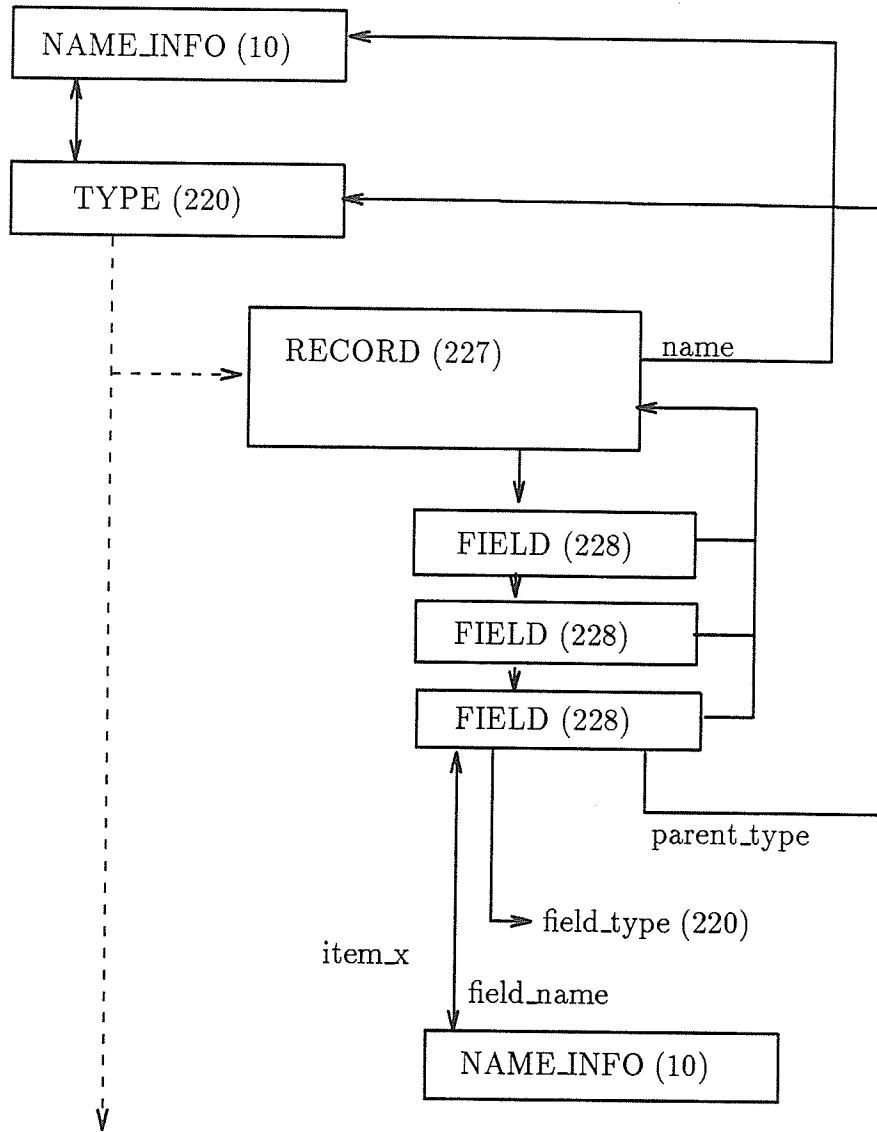 NAME_INFO (10)
TYPE (220)
RECORD (227)
name
FIELD (228)
FIELD (228)
FIELD (228)
parent_type
field_type (220)
item_x
field_name
NAME_INFO (10)